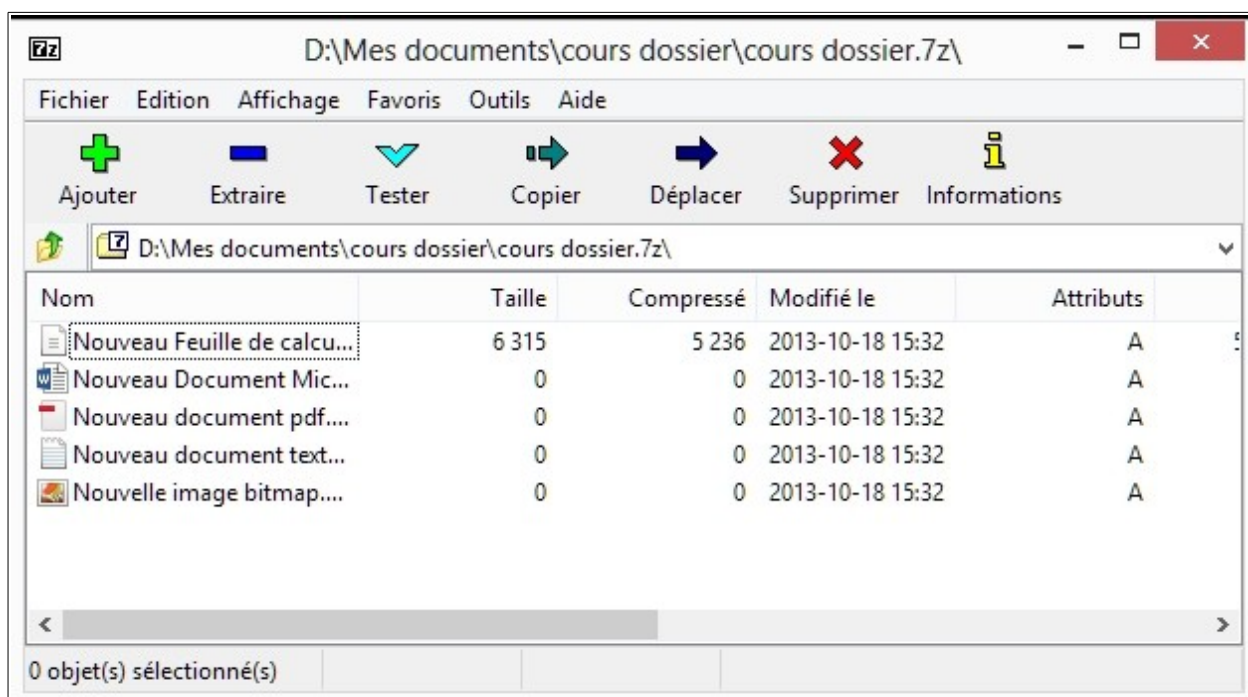 7z D:\Mes documents\cours dossier\cours dossier.7z\
Fichier Edition Affichage Favoris Outils Aide
Ajouter Extraire Tester Copier Déplacer Supprimer Informations
D:\Mes documents\cours dossier\cours dossier.7z\
Nom Taille Compressé Modifié le Attributs
Nouveau Feuille de calcu... 6 315 5 236 2013-10-18 15:32 A
Nouveau Document Mic... 0 0 2013-10-18 15:32 A
Nouveau document pdf.... 0 0 2013-10-18 15:32 A
Nouveau document text... 0 0 2013-10-18 15:32 A
Nouvelle image bitmap.... 0 0 2013-10-18 15:32 A
0 objet(s) sélectionné(s)